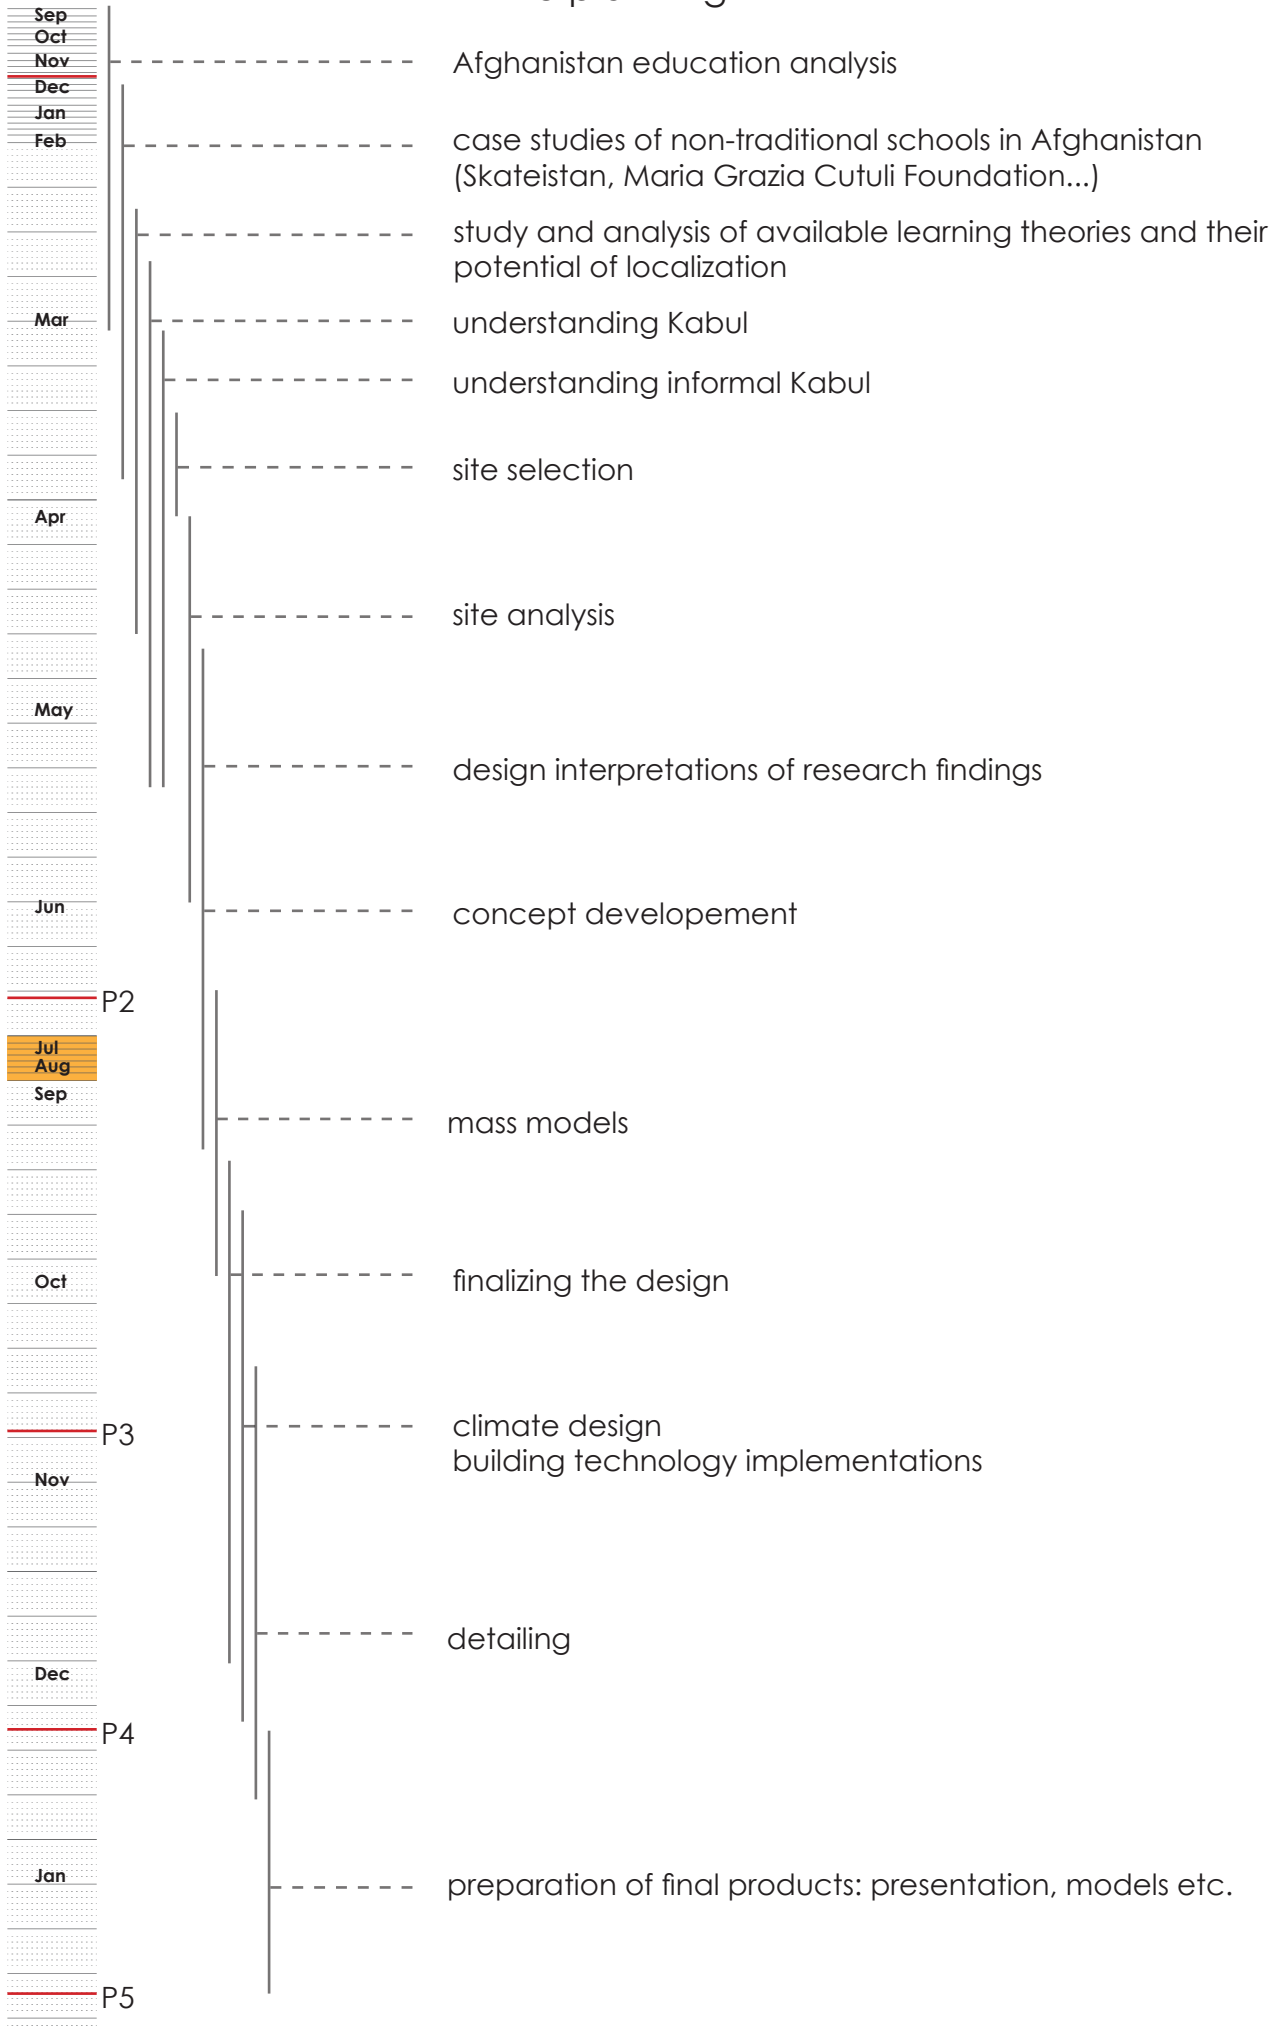 Sep
Oct
Nov
Afghanistan education analysis
Dec
Jan
Feb
case studies of non-traditional schools in Afghanistan
(Skateistan, Maria Grazia Cutuli Foundation...)
study and analysis of available learning theories and their
potential of localization
Mar
understanding Kabul
understanding informal Kabul
site selection
Apr
site analysis
May
design interpretations of research findings
Jun
concept developement
P2
Jul
Aug
Sep
mass models
Oct
finalizing the design
P3
climate design
building technology implementations
Nov
detailing
Dec
P4
Jan
preparation of final products: presentation, models etc.
P5